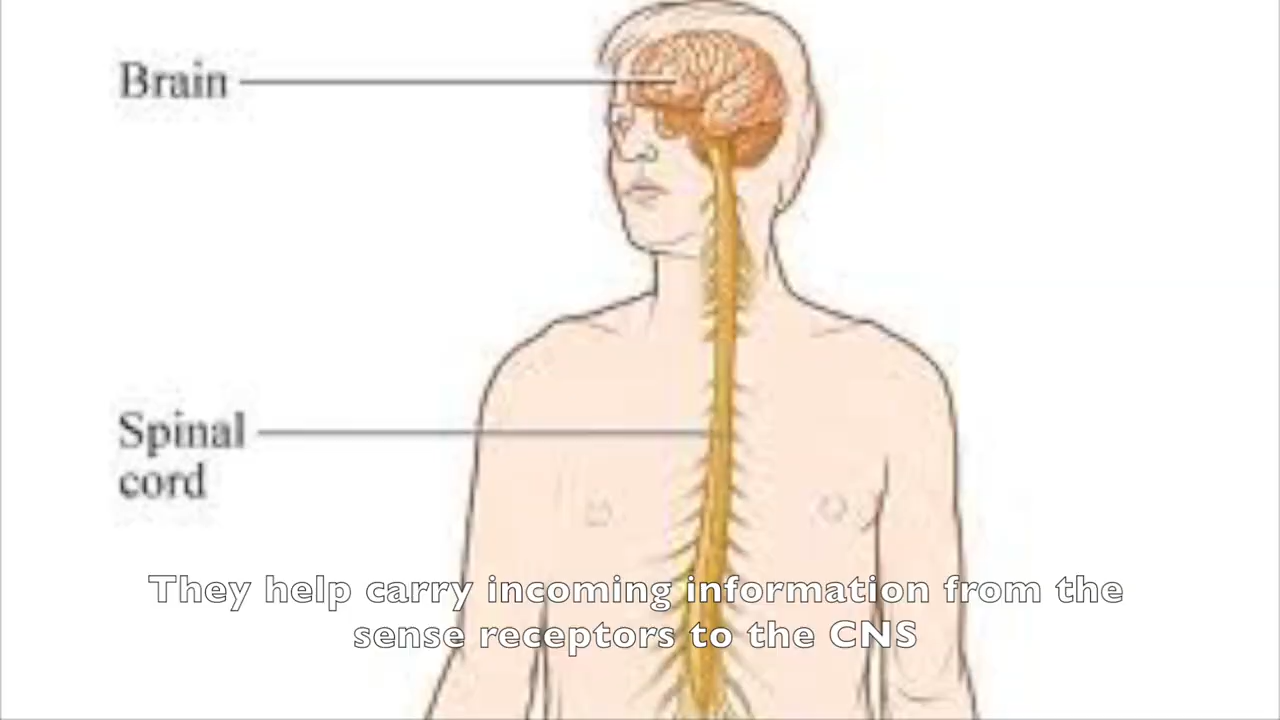 Brain
Spinal
cord
They help carry incoming information from the
sense receptors to the CNS